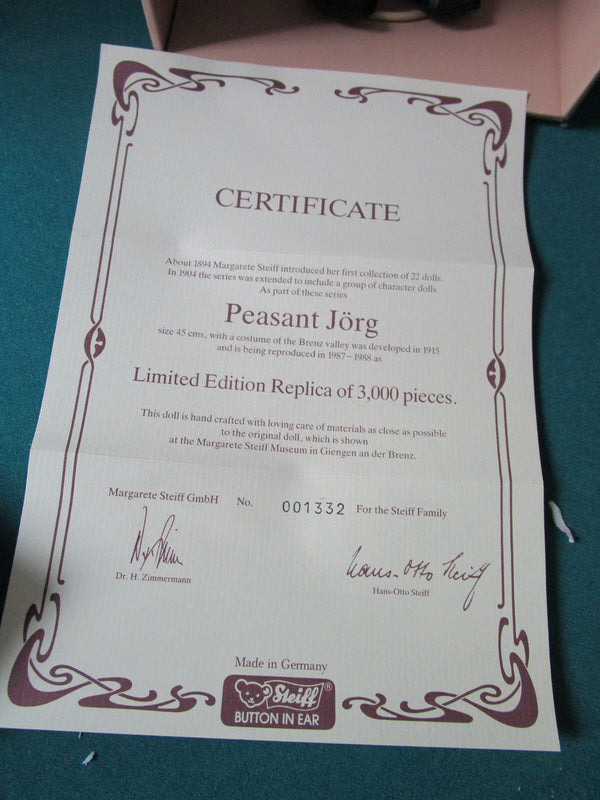 CERTIFICATE
About 1894 Margarete Steiff introduced her first collection of 22 dolls.
In 1904 the series was extended to include a group of character dolls.
As part of these series
Peasant Jörg
size 45 cms, with a costume of the Brenz valley was developed in 1915
and is being reproduced in 1987–1988 as
Limited Edition Replica of 3,000 pieces.
This doll is hand crafted with loving care of materials as close as possible
to the original doll, which is shown
at the Margarete Steiff Museum in Giengen an der Brenz.
Margarete Steiff GmbH No. 001332 For the Steiff Family
Hans-Otto Steiff
Dr. H. Zimmermann
Hans-Otto Steiff
Made in Germany
Steiff ®
BUTTON IN EAR